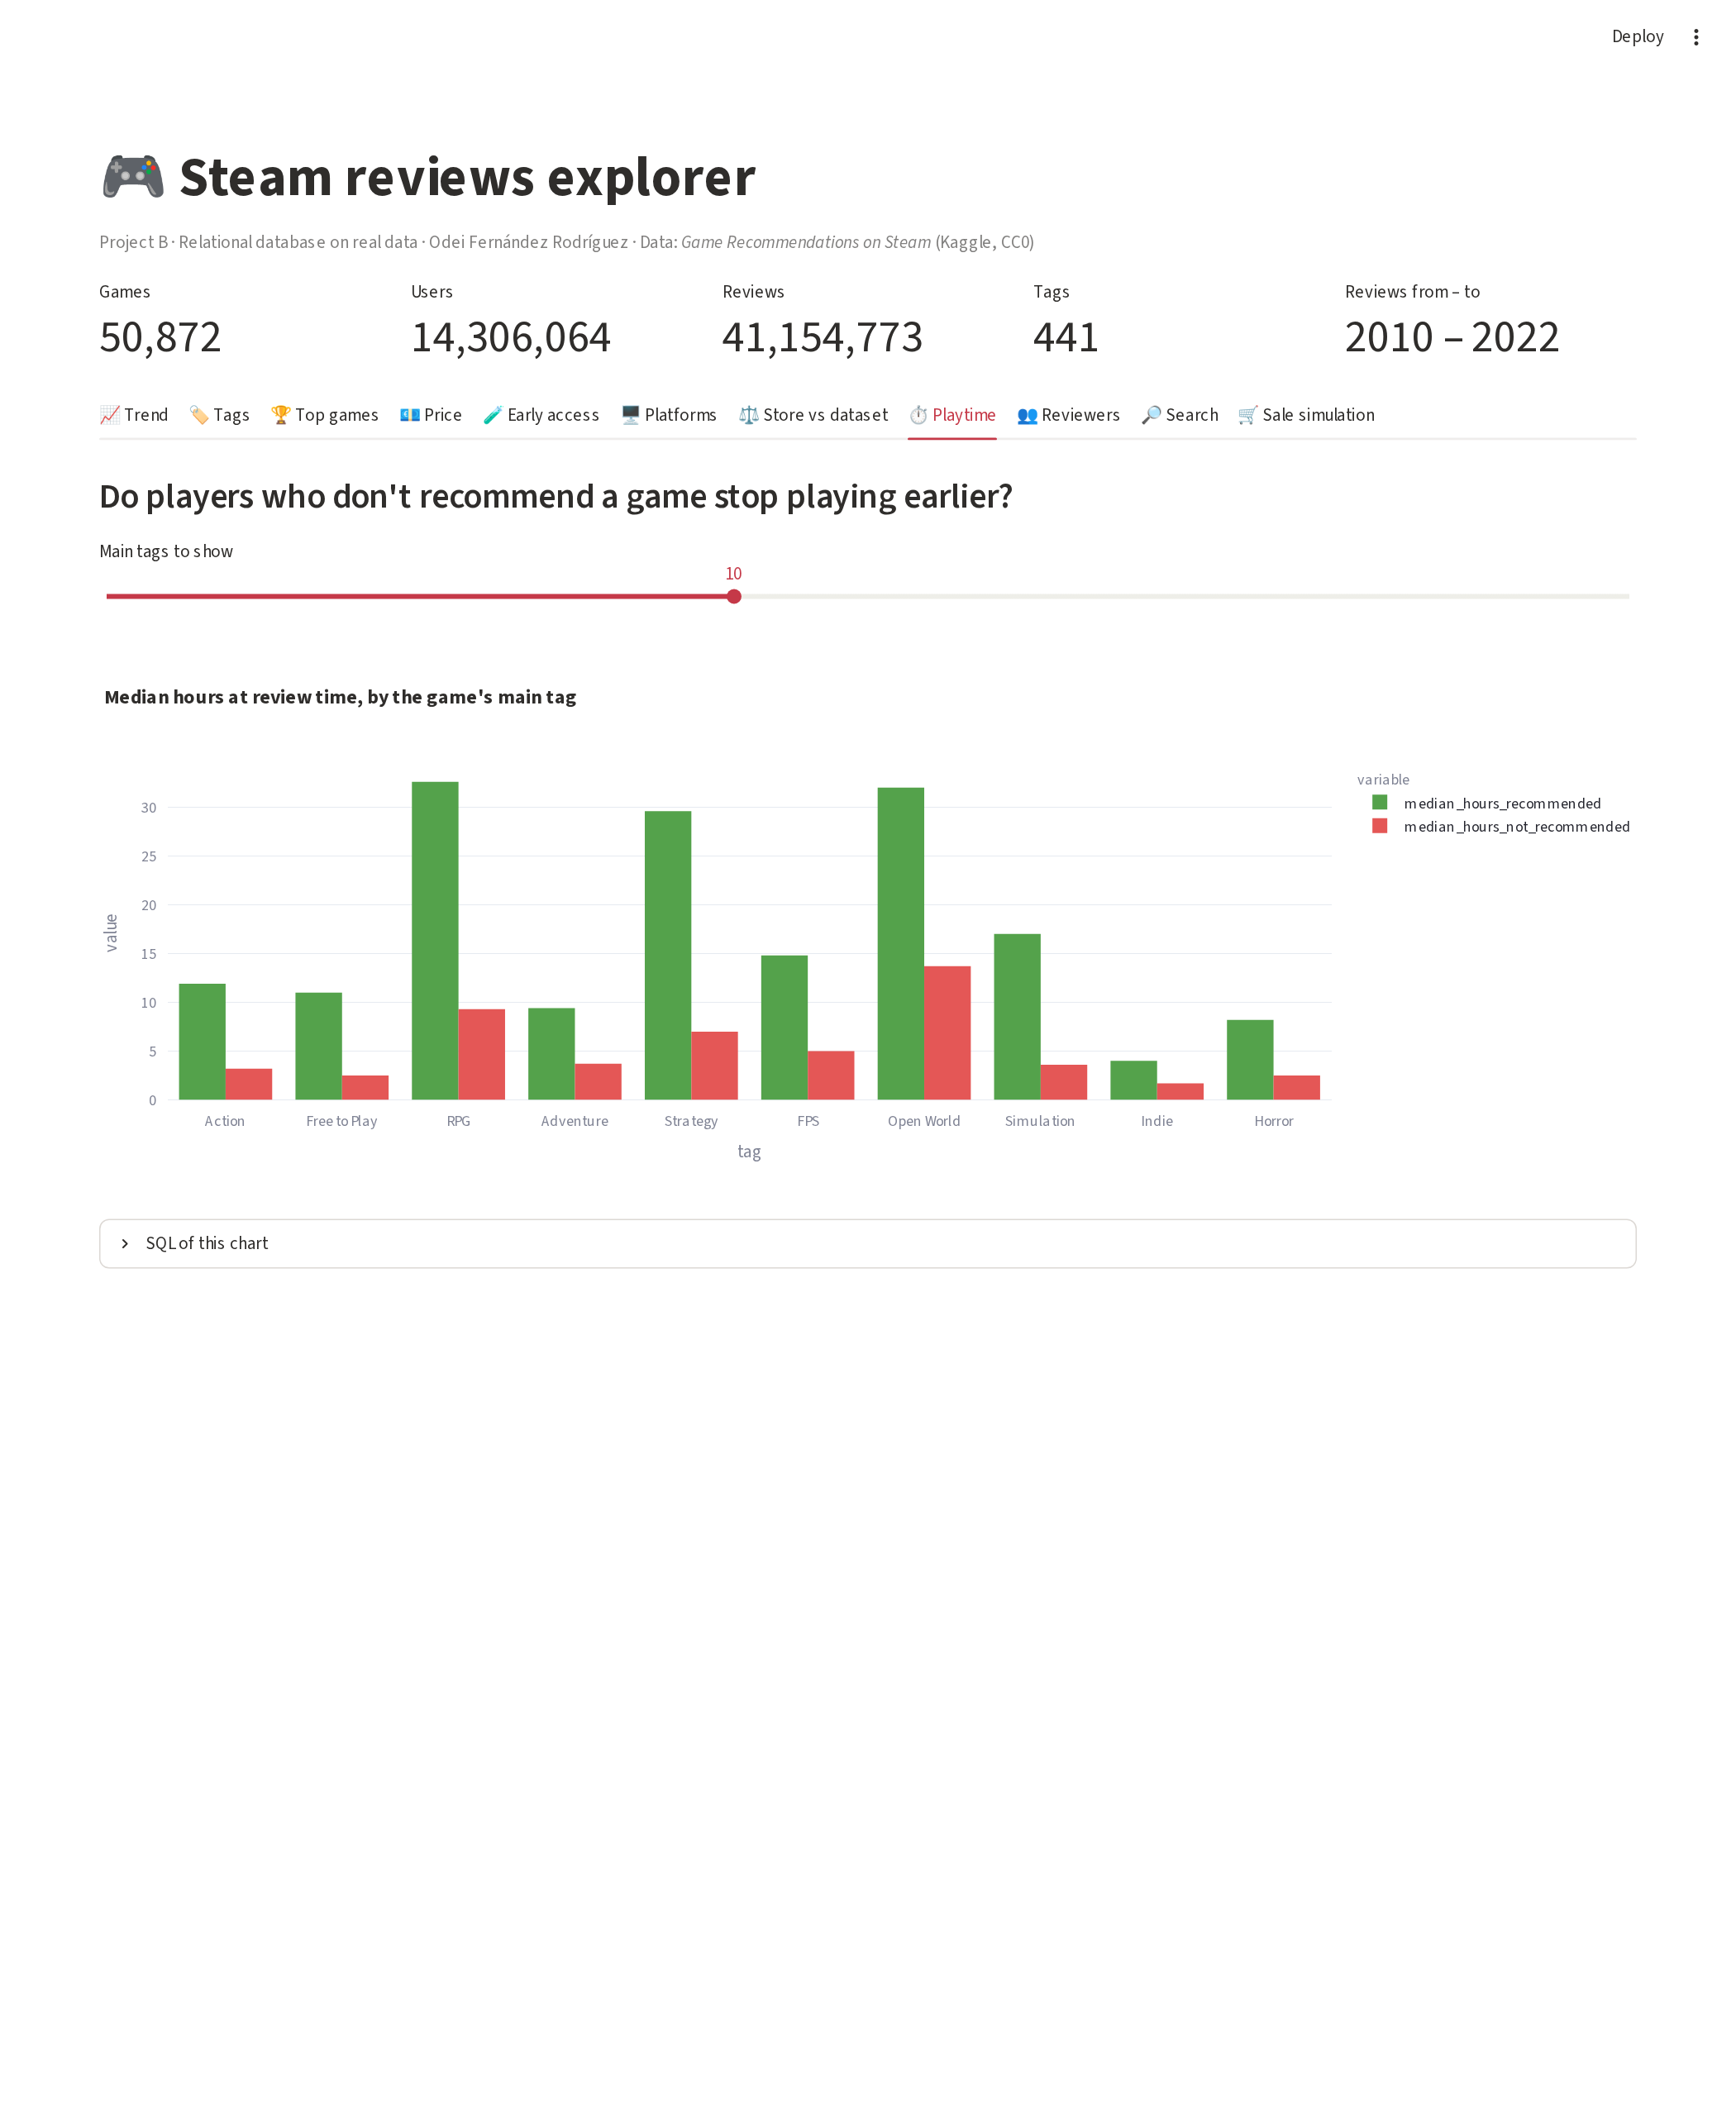 Deploy
Steam reviews explorer
Project B · Relational database on real data · Odei Fernández Rodríguez · Data: Game Recommendations on Steam (Kaggle, CC0)
Games Users Reviews Tags Reviews from – to
50,872 14,306,064 41,154,773 441 2010 – 2022
Trend Tags Top games Price Early access Platforms Store vs dataset Playtime Reviewers Search Sale simulation
Do players who don't recommend a game stop playing earlier?
Main tags to show
10
Median hours at review time, by the game's main tag
variable
median_hours_recommended
median_hours_not_recommended
30
25
20
15
10
5
0
value
Action Free to Play RPG Adventure Strategy FPS Open World Simulation Indie Horror
tag
SQL of this chart